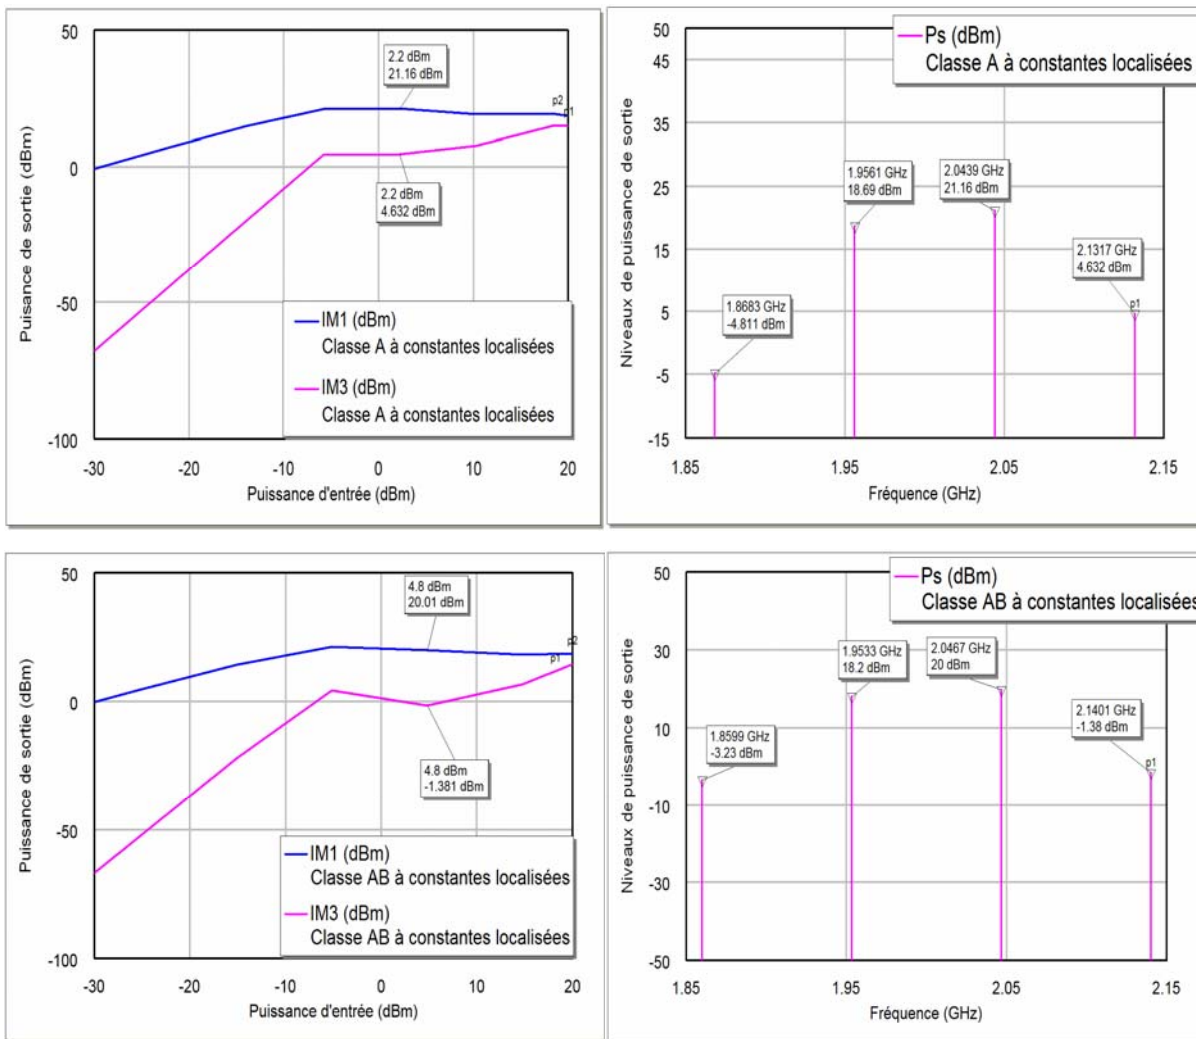 50
0
-50
-100
Puissance de sortie (dBm)
2.2 dBm
21.16 dBm
p2
p1
2.2 dBm
4.632 dBm
IM1 (dBm)
Classe A à constantes localisées
IM3 (dBm)
Classe A à constantes localisées
-30
-20
-10
0
10
20
Puissance d'entrée (dBm)
50
45
35
25
15
5
-5
-15
Niveaux de puissance de sortie
Ps (dBm)
Classe A à constantes localisées
1.9561 GHz
18.69 dBm
2.0439 GHz
21.16 dBm
2.1317 GHz
4.632 dBm
p1
1.8683 GHz
-4.811 dBm
1.85
1.95
2.05
2.15
Fréquence (GHz)
50
0
-50
-100
Puissance de sortie (dBm)
4.8 dBm
20.01 dBm
p2
p1
4.8 dBm
-1.381 dBm
IM1 (dBm)
Classe AB à constantes localisées
IM3 (dBm)
Classe AB à constantes localisées
-30
-20
-10
0
10
20
Puissance d'entrée (dBm)
50
30
10
-10
-30
-50
Niveaux de puissance de sortie
Ps (dBm)
Classe AB à constantes localisées
1.9533 GHz
18.2 dBm
2.0467 GHz
20 dBm
2.1401 GHz
-1.38 dBm
p1
1.8599 GHz
-3.23 dBm
1.85
1.95
2.05
2.15
Fréquence (GHz)